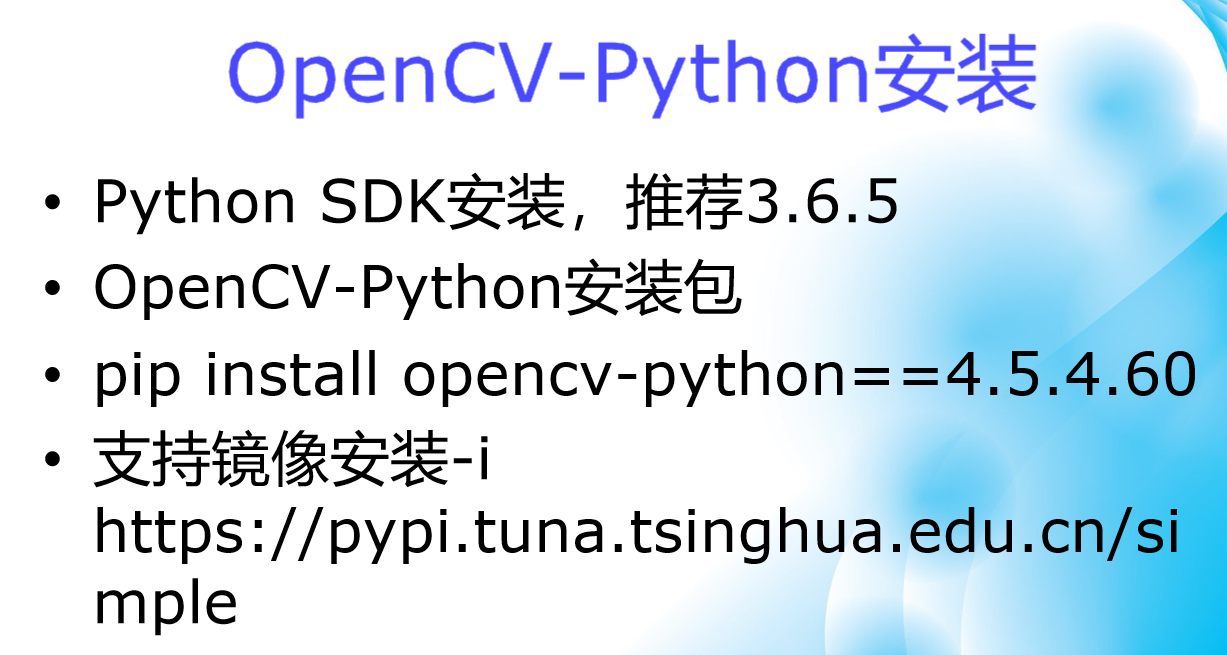 OpenCV-Python安装
• Python SDK安装，推荐3.6.5
• OpenCV-Python安装包
• pip install opencv-python==4.5.4.60
• 支持镜像安装-i
https://pypi.tuna.tsinghua.edu.cn/si
mple